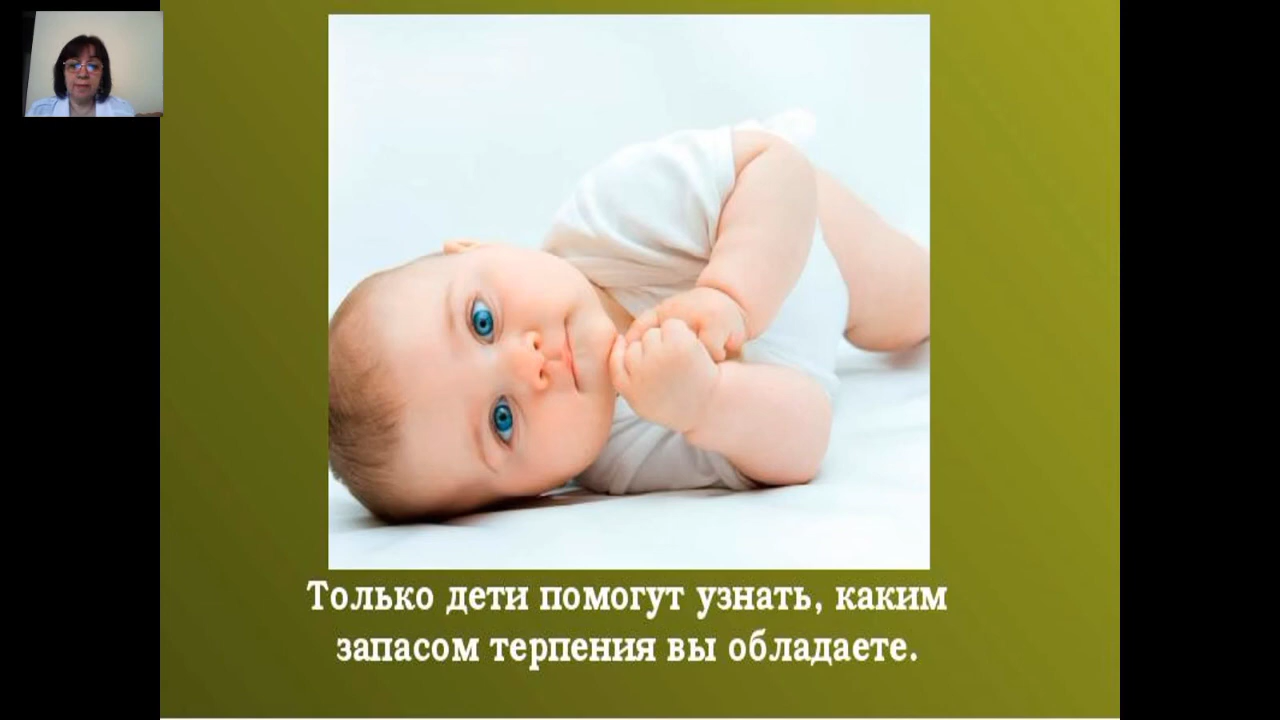 Только дети помогут узнать, каким
запасом терпения вы обладаете.